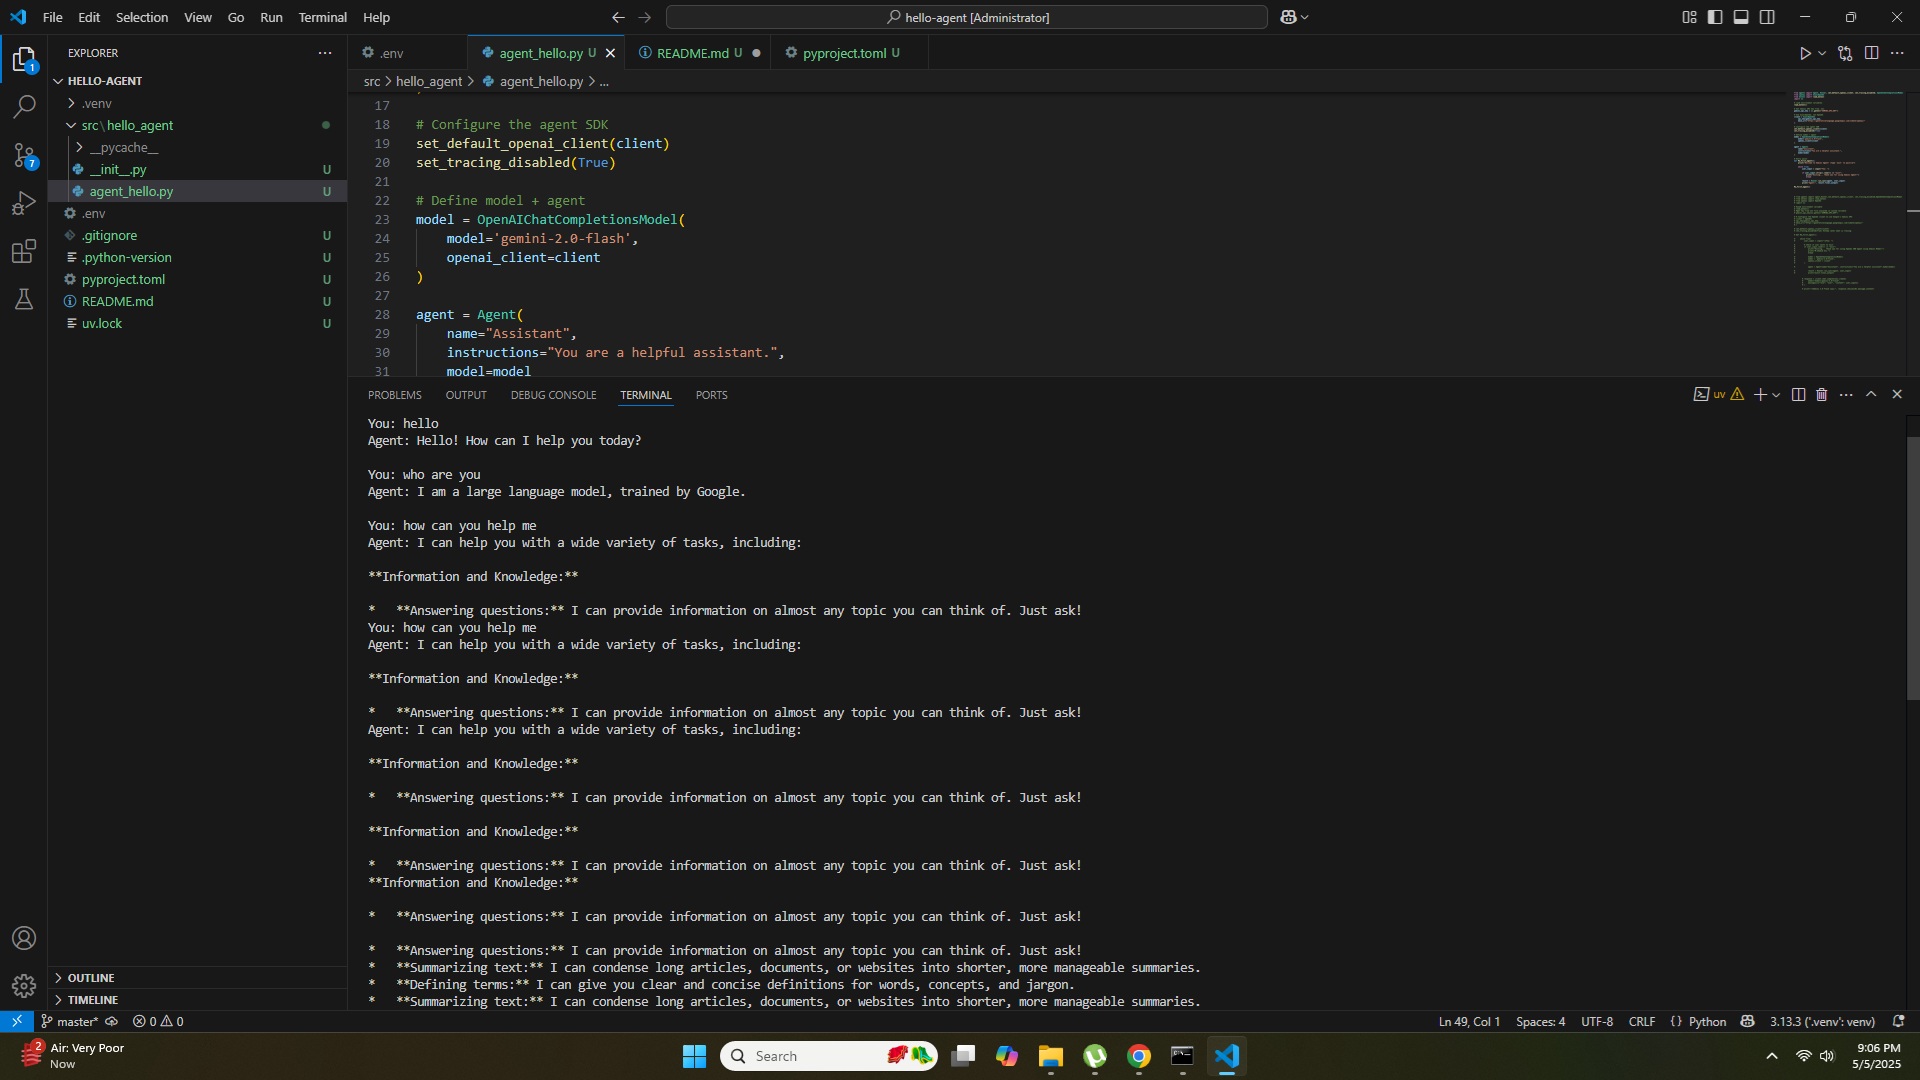 File Edit Selection View Go Run Terminal Help
hello-agent [Administrator]
EXPLORER
.env
agent_hello.py U
README.md U
pyproject.toml U
src > hello_agent > agent_hello.py > ...
HELLO-AGENT
.venv
src\hello_agent
__pycache__
__init__.py U
agent_hello.py U
.env
.gitignore U
.python-version U
pyproject.toml U
README.md U
uv.lock U
OUTLINE
TIMELINE
1
7
17
18 # Configure the agent SDK
19 set_default_openai_client(client)
20 set_tracing_disabled(True)
21
22 # Define model + agent
23 model = OpenAIChatCompletionsModel(
24 model='gemini-2.0-flash',
25 openai_client=client
26 )
27
28 agent = Agent(
29 name="Assistant",
30 instructions="You are a helpful assistant.",
31 model=model
PROBLEMS OUTPUT DEBUG CONSOLE TERMINAL PORTS
uv
You: hello
Agent: Hello! How can I help you today?
You: who are you
Agent: I am a large language model, trained by Google.
You: how can you help me
Agent: I can help you with a wide variety of tasks, including:
**Information and Knowledge:**
* **Answering questions:** I can provide information on almost any topic you can think of. Just ask!
You: how can you help me
Agent: I can help you with a wide variety of tasks, including:
**Information and Knowledge:**
* **Answering questions:** I can provide information on almost any topic you can think of. Just ask!
Agent: I can help you with a wide variety of tasks, including:
**Information and Knowledge:**
* **Answering questions:** I can provide information on almost any topic you can think of. Just ask!
**Information and Knowledge:**
* **Answering questions:** I can provide information on almost any topic you can think of. Just ask!
**Information and Knowledge:**
* **Answering questions:** I can provide information on almost any topic you can think of. Just ask!
* **Answering questions:** I can provide information on almost any topic you can think of. Just ask!
* **Summarizing text:** I can condense long articles, documents, or websites into shorter, more manageable summaries.
* **Defining terms:** I can give you clear and concise definitions for words, concepts, and jargon.
* **Summarizing text:** I can condense long articles, documents, or websites into shorter, more manageable summaries.
master* 0 0
Ln 49, Col 1 Spaces: 4 UTF-8 CRLF {} Python 3.13.3 ('.venv': venv)
2
Air: Very Poor
Now
Search
9:06 PM
5/5/2025